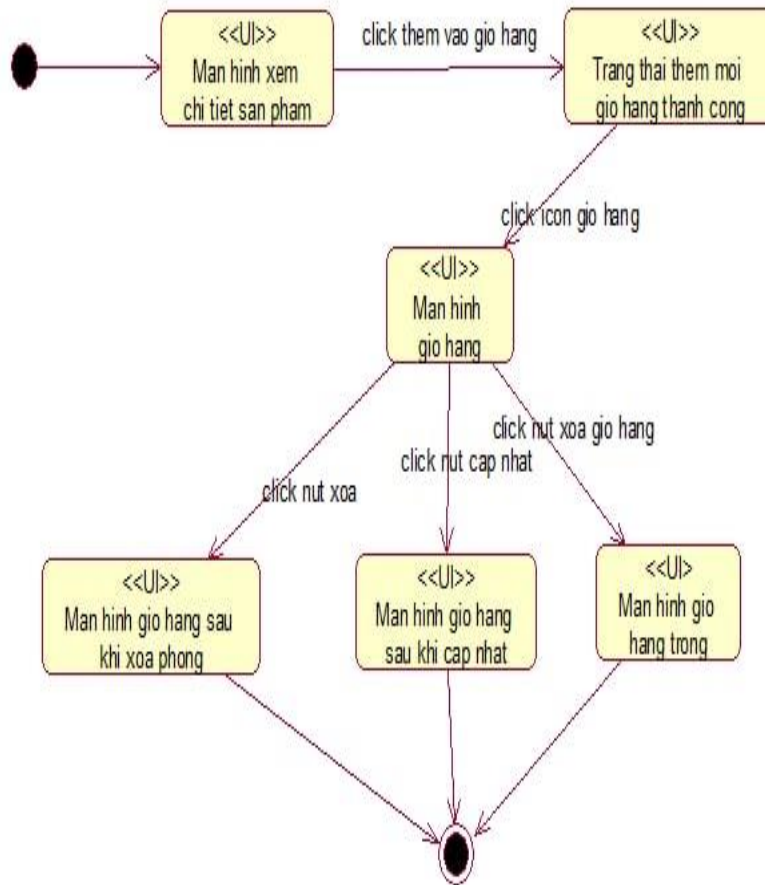 <<UI>>
Man hinh xem
chi tiet san pham
click them vao gio hang
<<UI>>
Trang thai them moi
gio hang thanh cong
click icon gio hang
<<UI>>
Man hinh
gio hang
click nut xoa
click nut cap nhat
click nut xoa gio hang
<<UI>>
Man hinh gio hang sau
khi xoa phong
<<UI>>
Man hinh gio hang
sau khi cap nhat
<<UI>
Man hinh gio
hang trong